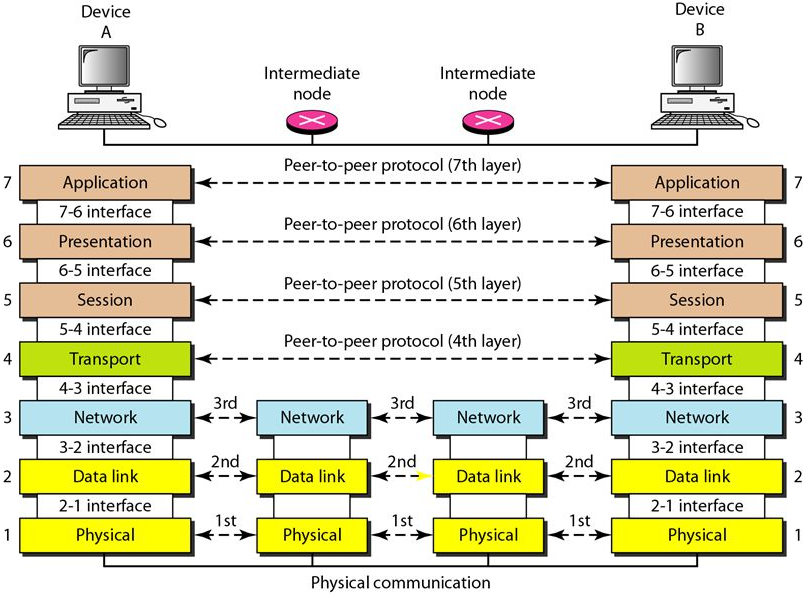 Device
A
Device
B
Intermediate
node
Intermediate
node
Peer-to-peer protocol (7th layer)
7 Application Application 7
7-6 interface 7-6 interface
Peer-to-peer protocol (6th layer)
6 Presentation Presentation 6
6-5 interface 6-5 interface
Peer-to-peer protocol (5th layer)
5 Session Session 5
5-4 interface 5-4 interface
Peer-to-peer protocol (4th layer)
4 Transport Transport 4
4-3 interface 4-3 interface
3rd 3rd 3rd
3 Network Network Network Network 3
3-2 interface 3-2 interface
2nd 2nd 2nd
2 Data link Data link Data link Data link 2
2-1 interface 2-1 interface
1st 1st 1st
1 Physical Physical Physical Physical 1
Physical communication